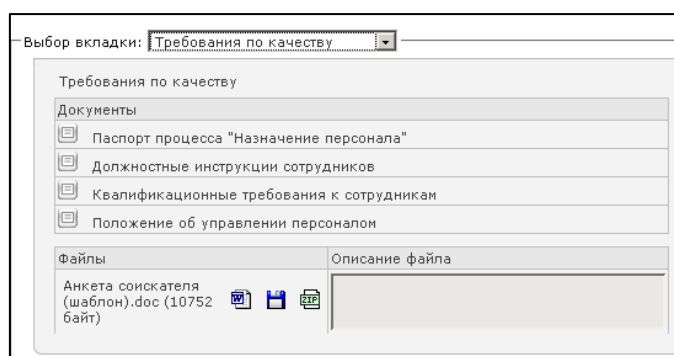 Выбор вкладки: Требования по качеству
Требования по качеству
Документы
Паспорт процесса "Назначение персонала"
Должностные инструкции сотрудников
Квалификационные требования к сотрудникам
Положение об управлении персоналом
Файлы Описание файла
Анкета соискателя
(шаблон).doc (10752
байт)
ZIP